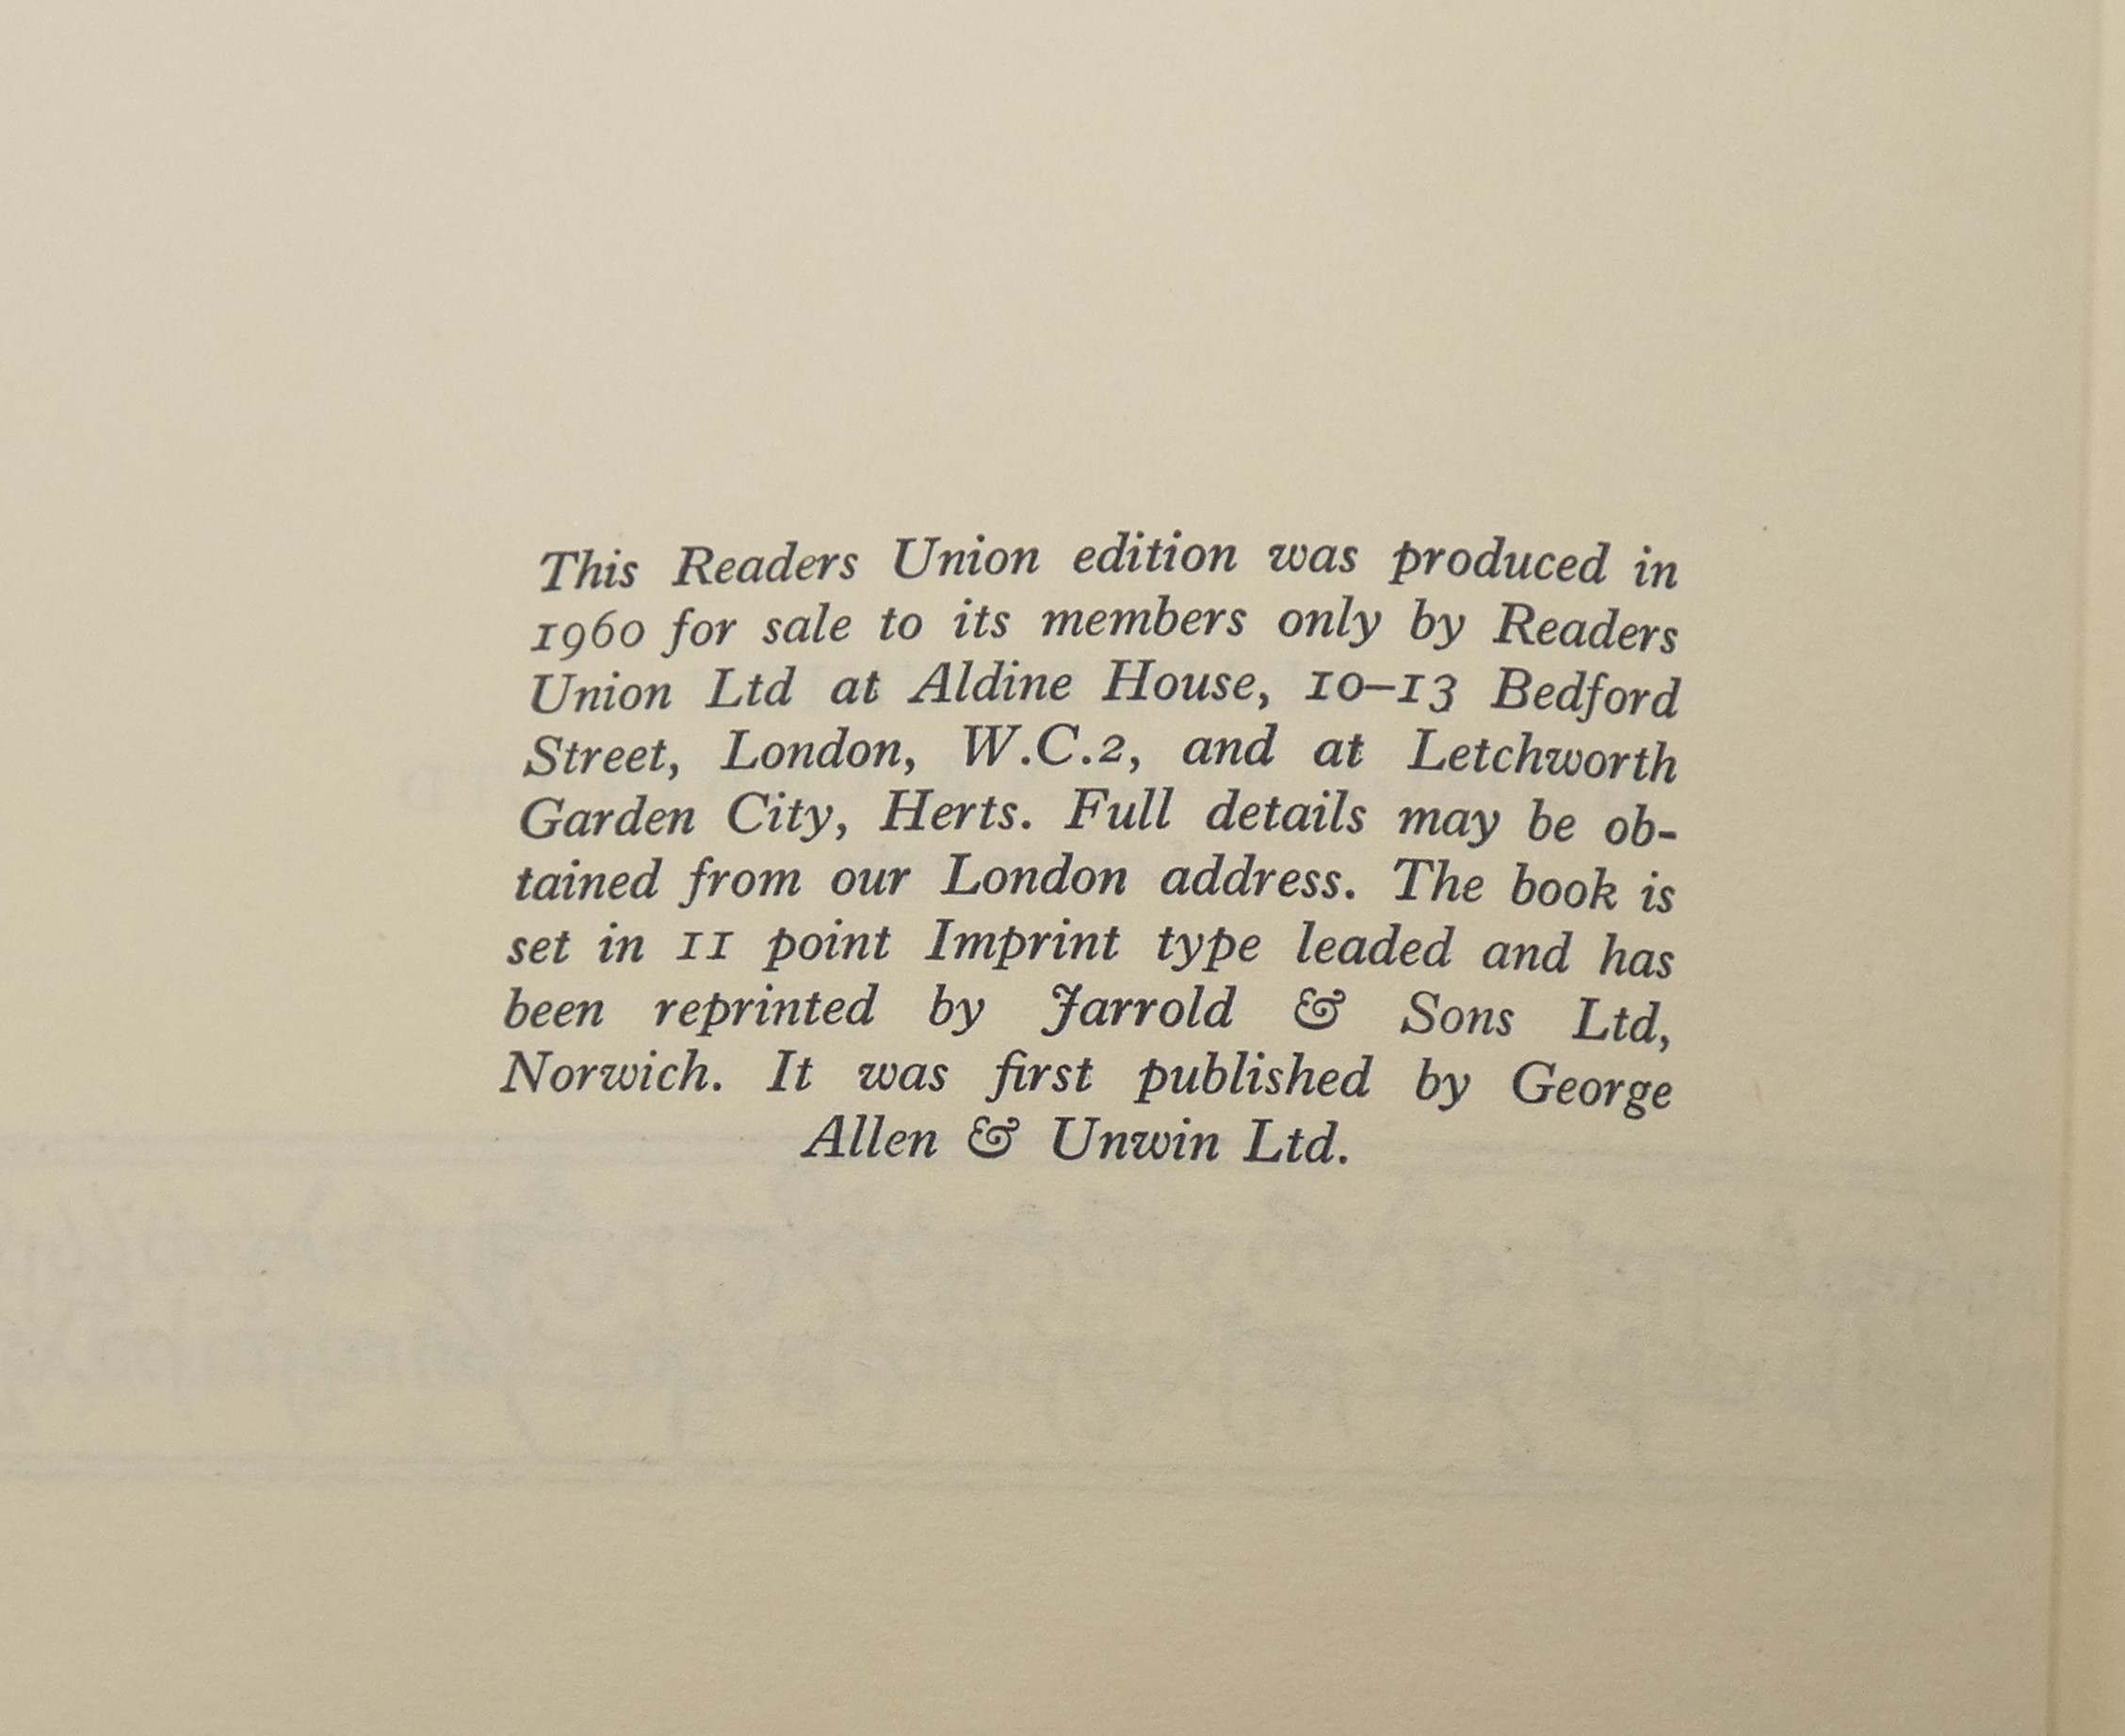 This Readers Union edition was produced in
1960 for sale to its members only by Readers
Union Ltd at Aldine House, 10–13 Bedford
Street, London, W.C.2, and at Letchworth
Garden City, Herts. Full details may be ob-
tained from our London address. The book is
set in 11 point Imprint type leaded and has
been reprinted by Jarrold & Sons Ltd,
Norwich. It was first published by George
Allen & Unwin Ltd.